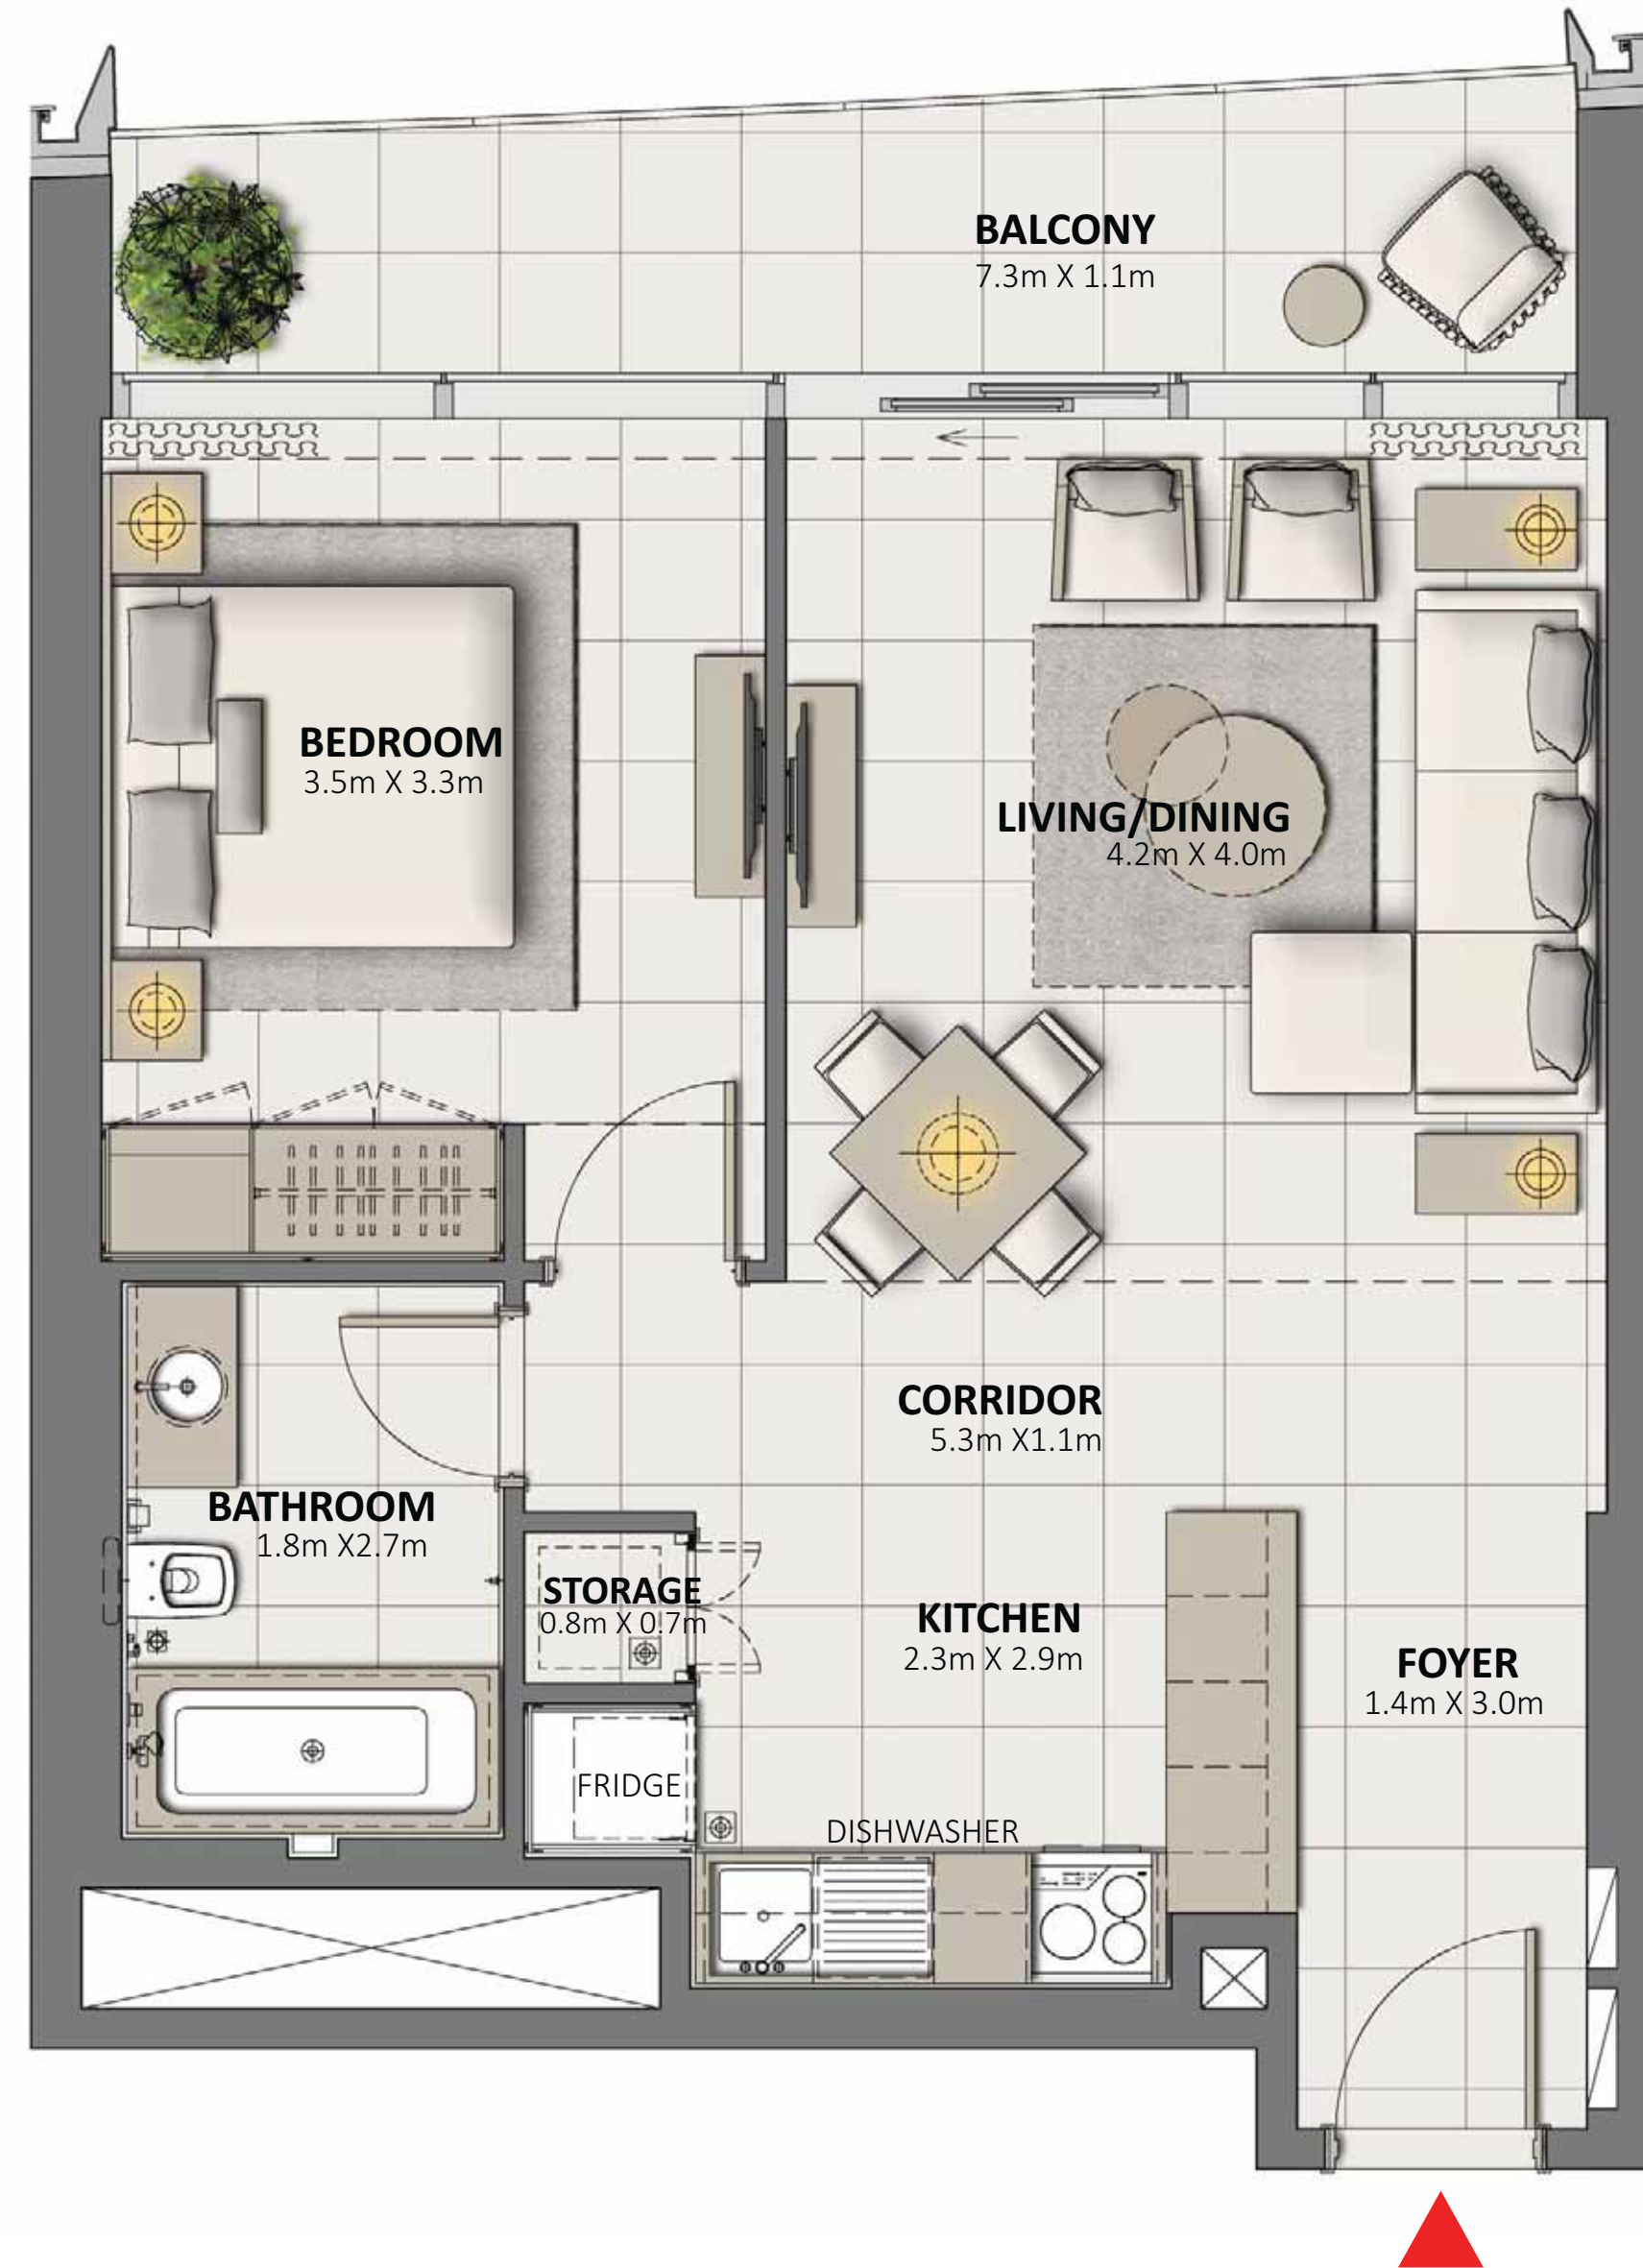 BALCONY
7.3m X 1.1m
BEDROOM
3.5m X 3.3m
LIVING/DINING
4.2m X 4.0m
CORRIDOR
5.3m X1.1m
BATHROOM
1.8m X2.7m
STORAGE
0.8m X 0.7m
KITCHEN
2.3m X 2.9m
FOYER
1.4m X 3.0m
FRIDGE
DISHWASHER